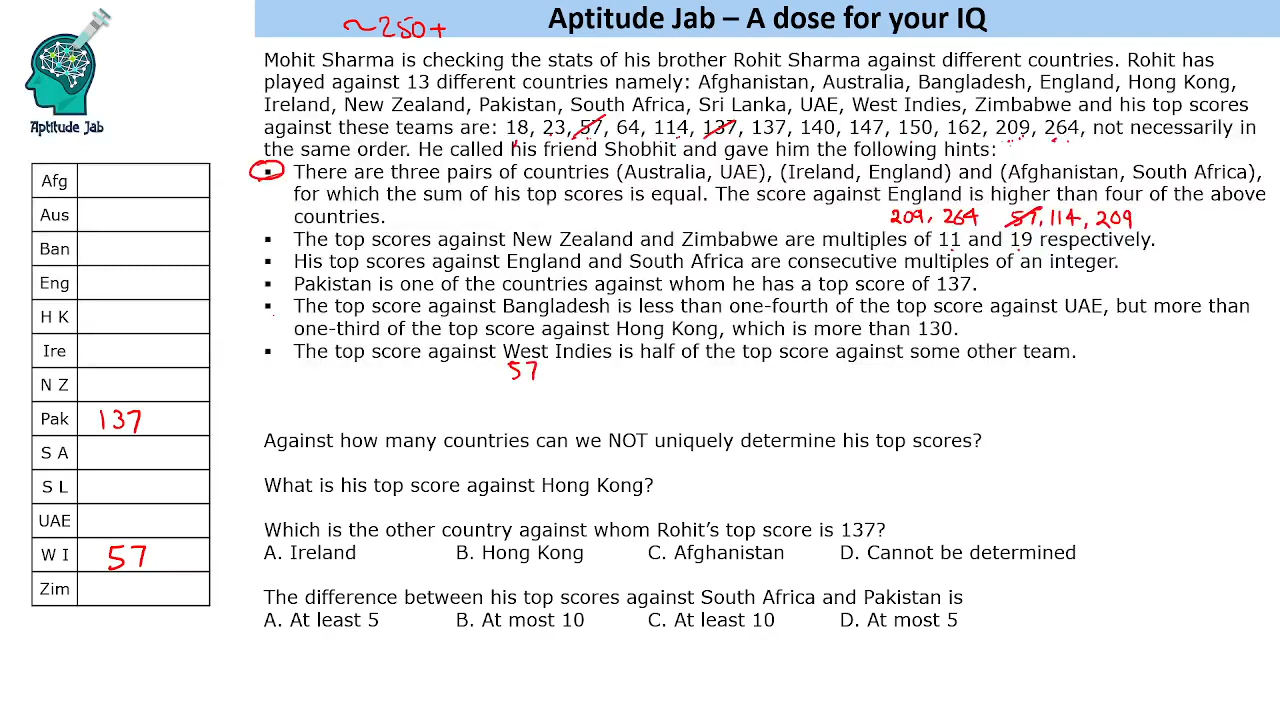 Aptitude Jab – A dose for your IQ
~250+
Aptitude Jab
Mohit Sharma is checking the stats of his brother Rohit Sharma against different countries. Rohit has
played against 13 different countries namely: Afghanistan, Australia, Bangladesh, England, Hong Kong,
Ireland, New Zealand, Pakistan, South Africa, Sri Lanka, UAE, West Indies, Zimbabwe and his top scores
against these teams are: 18, 23, 57, 64, 114, 137, 137, 140, 147, 150, 162, 209, 264, not necessarily in
the same order. He called his friend Shobhit and gave him the following hints:
▪ There are three pairs of countries (Australia, UAE), (Ireland, England) and (Afghanistan, South Africa),
for which the sum of his top scores is equal. The score against England is higher than four of the above
countries.
209, 264 57, 114, 209
▪ The top scores against New Zealand and Zimbabwe are multiples of 11 and 19 respectively.
▪ His top scores against England and South Africa are consecutive multiples of an integer.
▪ Pakistan is one of the countries against whom he has a top score of 137.
▪ The top score against Bangladesh is less than one-fourth of the top score against UAE, but more than
one-third of the top score against Hong Kong, which is more than 130.
▪ The top score against West Indies is half of the top score against some other team.
57
Afg
Aus
Ban
Eng
H K
Ire
N Z
Pak 137
S A
S L
UAE
W I 57
Zim
Against how many countries can we NOT uniquely determine his top scores?
What is his top score against Hong Kong?
Which is the other country against whom Rohit's top score is 137?
A. Ireland B. Hong Kong C. Afghanistan D. Cannot be determined
The difference between his top scores against South Africa and Pakistan is
A. At least 5 B. At most 10 C. At least 10 D. At most 5